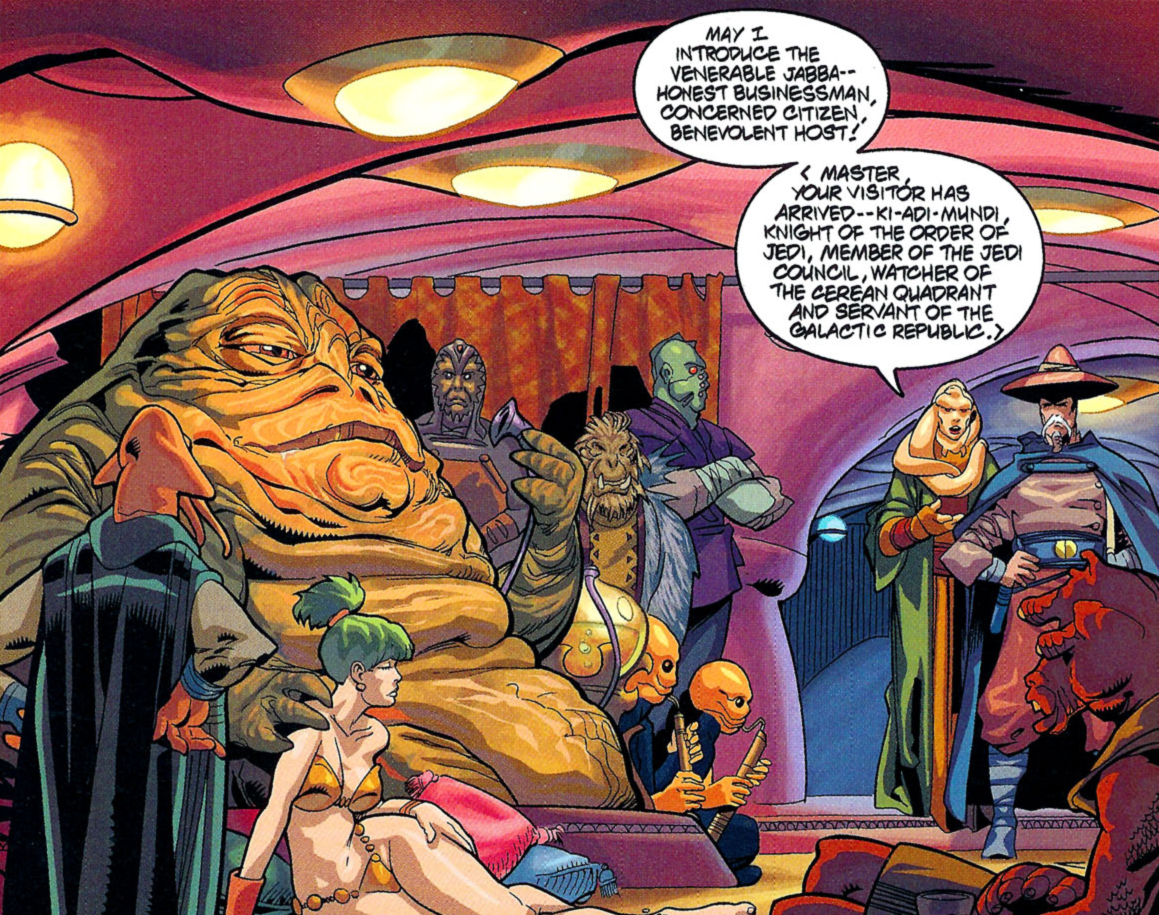 MAY I
INTRODUCE THE
VENERABLE JABBA--
HONEST BUSINESSMAN,
CONCERNED CITIZEN,
BENEVOLENT HOST!
< MASTER,
YOUR VISITOR HAS
ARRIVED--KI-ADI-MUNDI,
KNIGHT OF THE ORDER OF
JEDI, MEMBER OF THE JEDI
COUNCIL, WATCHER OF
THE CEREAN QUADRANT
AND SERVANT OF THE
GALACTIC REPUBLIC.>